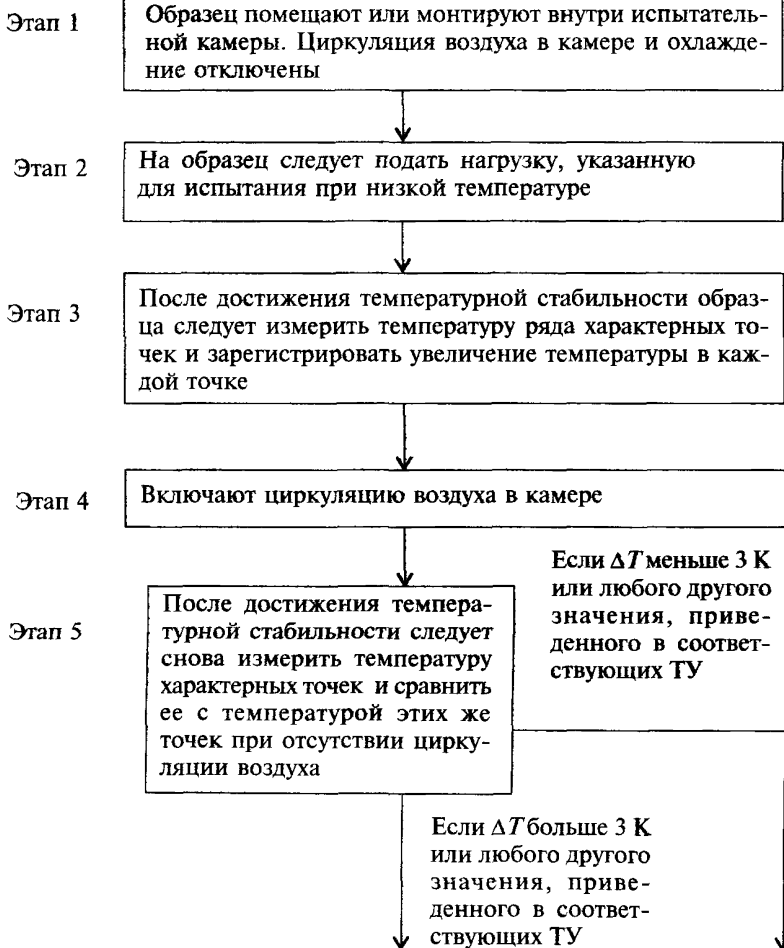 Этап 1
Образец помещают или монтируют внутри испытатель-
ной камеры. Циркуляция воздуха в камере и охлажде-
ние отключены
Этап 2
На образец следует подать нагрузку, указанную
для испытания при низкой температуре
Этап 3
После достижения температурной стабильности образ-
ца следует измерить температуру ряда характерных то-
чек и зарегистрировать увеличение температуры в каж-
дой точке
Этап 4
Включают циркуляцию воздуха в камере
Этап 5
После достижения темпера-
турной стабильности следует
снова измерить температуру
характерных точек и сравнить
ее с температурой этих же
точек при отсутствии цирку-
ляции воздуха
Если ΔT меньше 3 К
или любого другого
значения, приве-
денного в соответ-
ствующих ТУ
Если ΔT больше 3 К
или любого другого
значения, приве-
денного в соответ-
ствующих ТУ